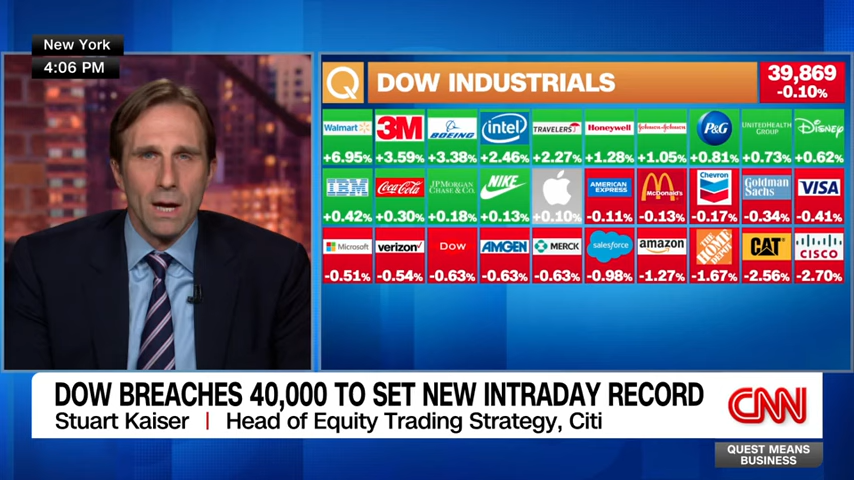 New York
4:06 PM
Q DOW INDUSTRIALS
39,869
-0.10%
Walmart 3M BOEING intel TRAVELERS Honeywell Johnson&Johnson P&G UNITEDHEALTH GROUP Disney
+6.95% +3.59% +3.38% +2.46% +2.27% +1.28% +1.05% +0.81% +0.73% +0.62%
IBM Coca-Cola JPMORGAN CHASE & CO. NIKE AMERICAN EXPRESS McDonald's Chevron Goldman Sachs VISA
+0.42% +0.30% +0.18% +0.13% +0.10% -0.11% -0.13% -0.17% -0.34% -0.41%
Microsoft verizon Dow AMGEN MERCK salesforce amazon THE HOME DEPOT CAT CISCO
-0.51% -0.54% -0.63% -0.63% -0.63% -0.98% -1.27% -1.67% -2.56% -2.70%
DOW BREACHES 40,000 TO SET NEW INTRADAY RECORD
Stuart Kaiser | Head of Equity Trading Strategy, Citi
CNN
QUEST MEANS
BUSINESS